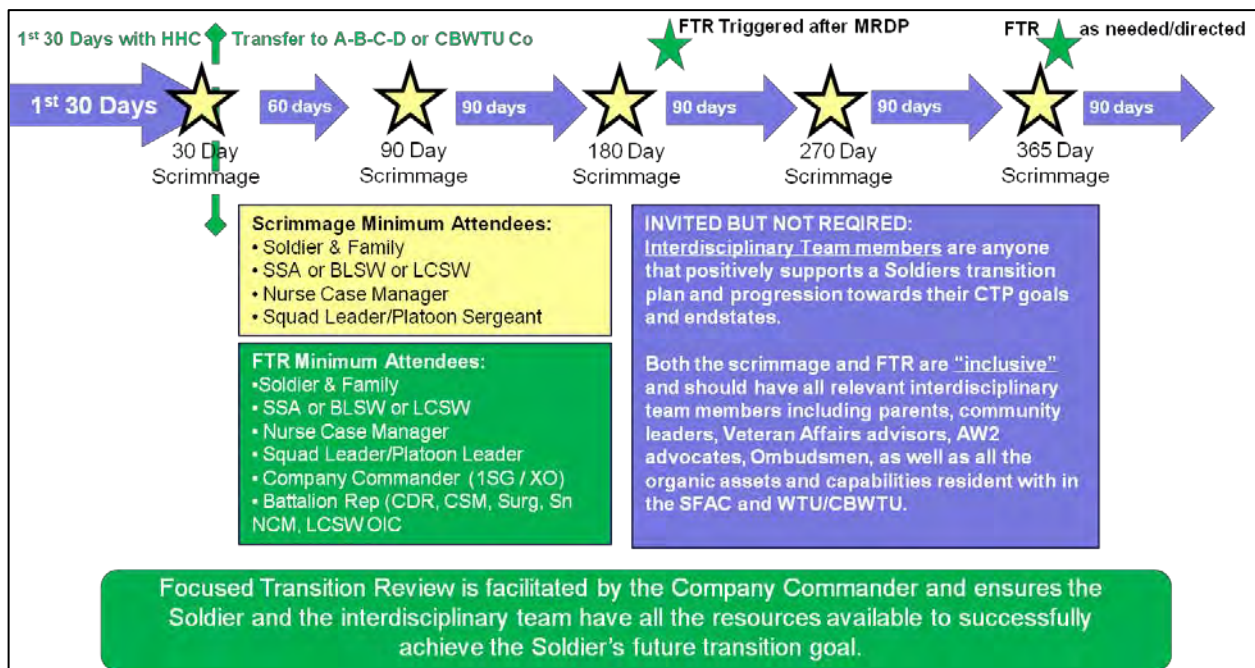 1st 30 Days with HHC
Transfer to A-B-C-D or CBWTU Co
FTR Triggered after MRDP
FTR as needed/directed
1st 30 Days
60 days
90 days
90 days
90 days
90 days
30 Day
Scrimmage
90 Day
Scrimmage
180 Day
Scrimmage
270 Day
Scrimmage
365 Day
Scrimmage
Scrimmage Minimum Attendees:
• Soldier & Family
• SSA or BLSW or LCSW
• Nurse Case Manager
• Squad Leader/Platoon Sergeant
FTR Minimum Attendees:
•Soldier & Family
• SSA or BLSW or LCSW
• Nurse Case Manager
• Squad Leader/Platoon Leader
• Company Commander (1SG / XO)
• Battalion Rep (CDR, CSM, Surg, Sn
NCM, LCSW OIC
INVITED BUT NOT REQIRED:
Interdisciplinary Team members are anyone
that positively supports a Soldiers transition
plan and progression towards their CTP goals
and endstates.
Both the scrimmage and FTR are “inclusive”
and should have all relevant interdisciplinary
team members including parents, community
leaders, Veteran Affairs advisors, AW2
advocates, Ombudsmen, as well as all the
organic assets and capabilities resident with in
the SFAC and WTU/CBWTU.
Focused Transition Review is facilitated by the Company Commander and ensures the
Soldier and the interdisciplinary team have all the resources available to successfully
achieve the Soldier’s future transition goal.